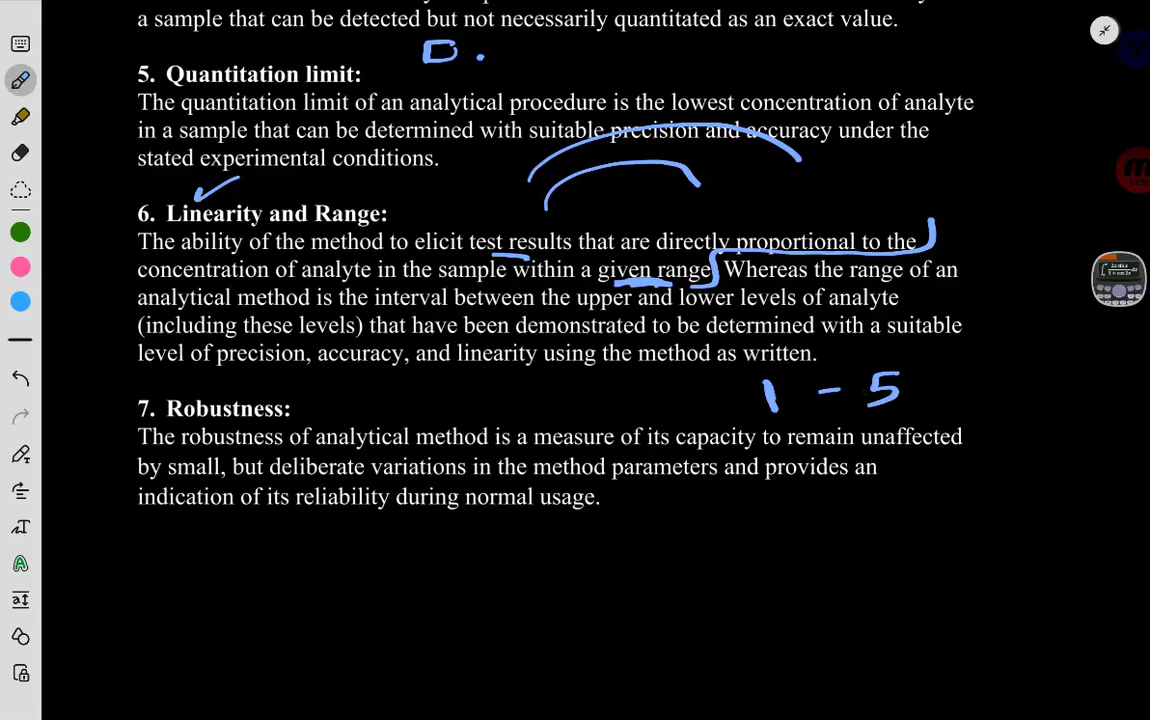 a sample that can be detected but not necessarily quantitated as an exact value.
D.
5. Quantitation limit:
The quantitation limit of an analytical procedure is the lowest concentration of analyte
in a sample that can be determined with suitable precision and accuracy under the
stated experimental conditions.
6. Linearity and Range:
The ability of the method to elicit test results that are directly proportional to the
concentration of analyte in the sample within a given range. Whereas the range of an
analytical method is the interval between the upper and lower levels of analyte
(including these levels) that have been demonstrated to be determined with a suitable
level of precision, accuracy, and linearity using the method as written.
1 - 5
7. Robustness:
The robustness of analytical method is a measure of its capacity to remain unaffected
by small, but deliberate variations in the method parameters and provides an
indication of its reliability during normal usage.